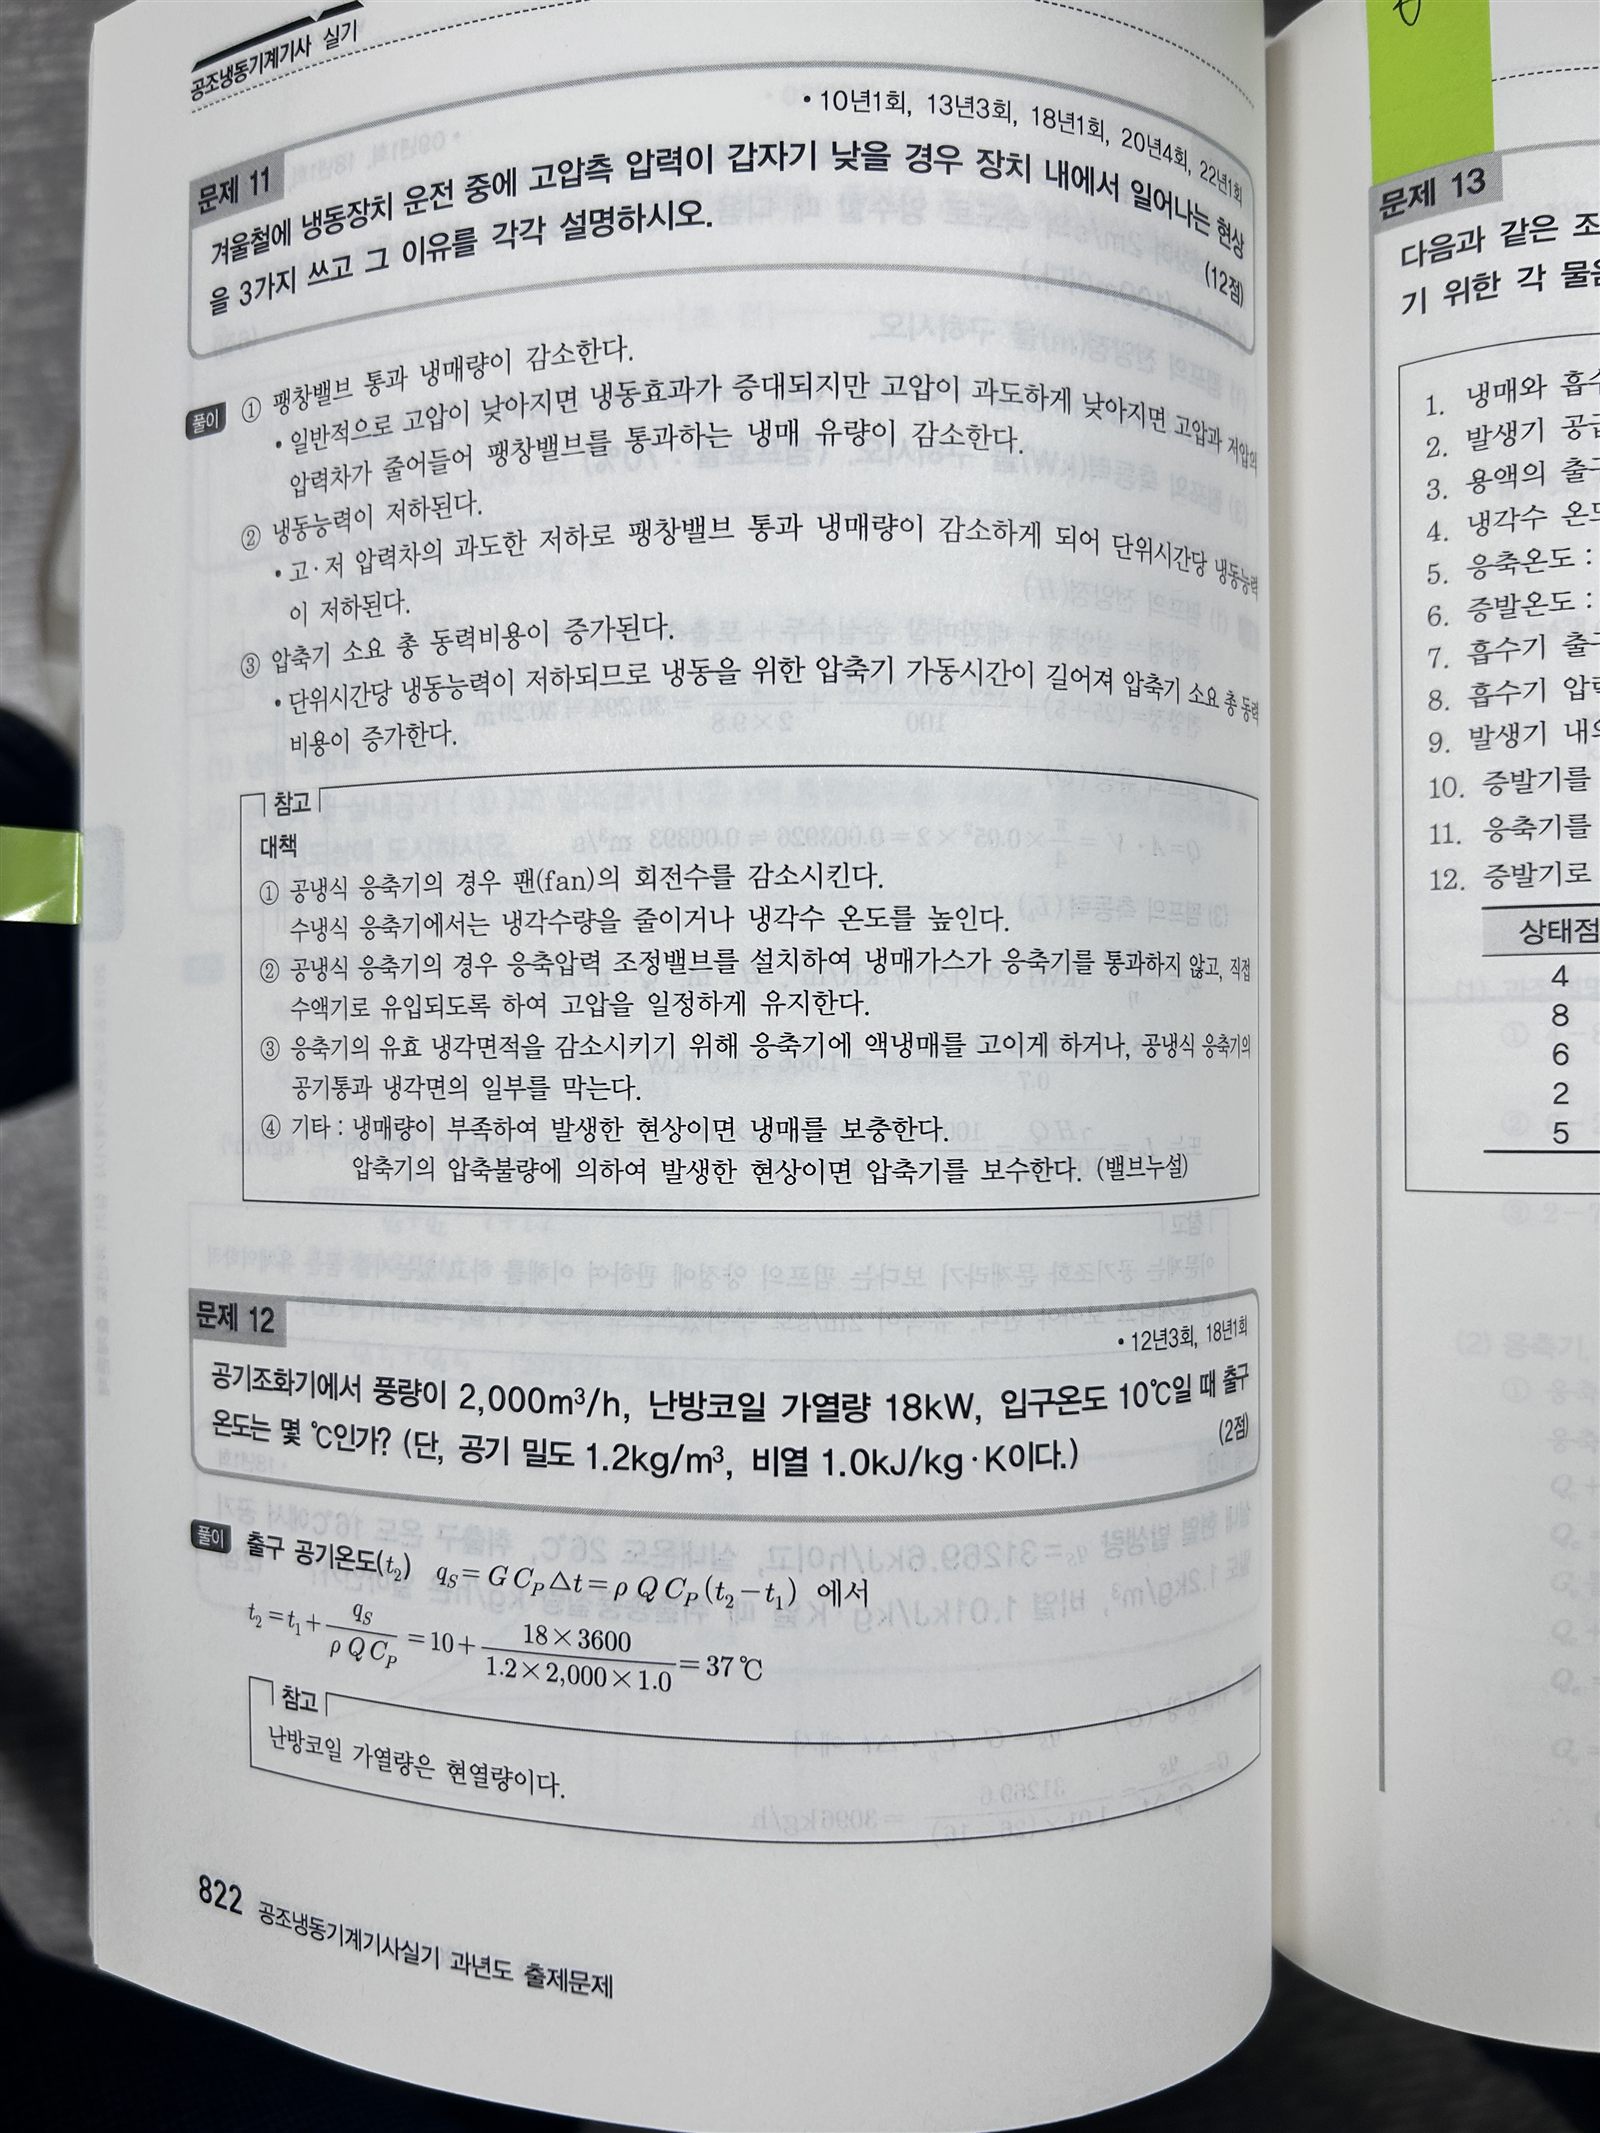 공조냉동기계기사 실기
• 10년1회, 13년3회, 18년1회, 20년4회, 22년1회
문제 11
겨울철에 냉동장치 운전 중에 고압측 압력이 갑자기 낮을 경우 장치 내에서 일어나는 현상
을 3가지 쓰고 그 이유를 각각 설명하시오.
(12점)
풀이 ① 팽창밸브 통과 냉매량이 감소한다.
• 일반적으로 고압이 낮아지면 냉동효과가 증대되지만 고압이 과도하게 낮아지면 고압과 저압의
압력차가 줄어들어 팽창밸브를 통과하는 냉매 유량이 감소한다.
② 냉동능력이 저하된다.
• 고·저 압력차의 과도한 저하로 팽창밸브 통과 냉매량이 감소하게 되어 단위시간당 냉동능력
이 저하된다.
③ 압축기 소요 총 동력비용이 증가된다.
• 단위시간당 냉동능력이 저하되므로 냉동을 위한 압축기 가동시간이 길어져 압축기 소요 총 동력
비용이 증가한다.
참고
대책
① 공냉식 응축기의 경우 팬(fan)의 회전수를 감소시킨다.
수냉식 응축기에서는 냉각수량을 줄이거나 냉각수 온도를 높인다.
② 공냉식 응축기의 경우 응축압력 조정밸브를 설치하여 냉매가스가 응축기를 통과하지 않고, 직접
수액기로 유입되도록 하여 고압을 일정하게 유지한다.
③ 응축기의 유효 냉각면적을 감소시키기 위해 응축기에 액냉매를 고이게 하거나, 공냉식 응축기의
공기통과 냉각면의 일부를 막는다.
④ 기타 : 냉매량이 부족하여 발생한 현상이면 냉매를 보충한다.
압축기의 압축불량에 의하여 발생한 현상이면 압축기를 보수한다. (밸브누설)
문제 12
• 12년3회, 18년1회
공기조화기에서 풍량이 2,000m³/h, 난방코일 가열량 18kW, 입구온도 10℃일 때 출구
온도는 몇 ℃인가? (단, 공기 밀도 1.2kg/m³, 비열 1.0kJ/kg·K이다.)
(2점)
풀이 출구 공기온도(t₂) qs = G Cp △t = ρ Q Cp (t₂ − t₁) 에서
t₂ = t₁ + qs / (ρ Q Cp) = 10 + (18 × 3600) / (1.2 × 2,000 × 1.0) = 37 ℃
참고
난방코일 가열량은 현열량이다.
822 공조냉동기계기사실기 과년도 출제문제
문제 13
다음과 같은 조
기 위한 각 물음
1. 냉매와 흡수
2. 발생기 공급
3. 용액의 출구
4. 냉각수 온도
5. 응축온도 :
6. 증발온도 :
7. 흡수기 출구
8. 흡수기 압력
9. 발생기 내의
10. 증발기를
11. 응축기를
12. 증발기로
상태점
4
8
6
2
5